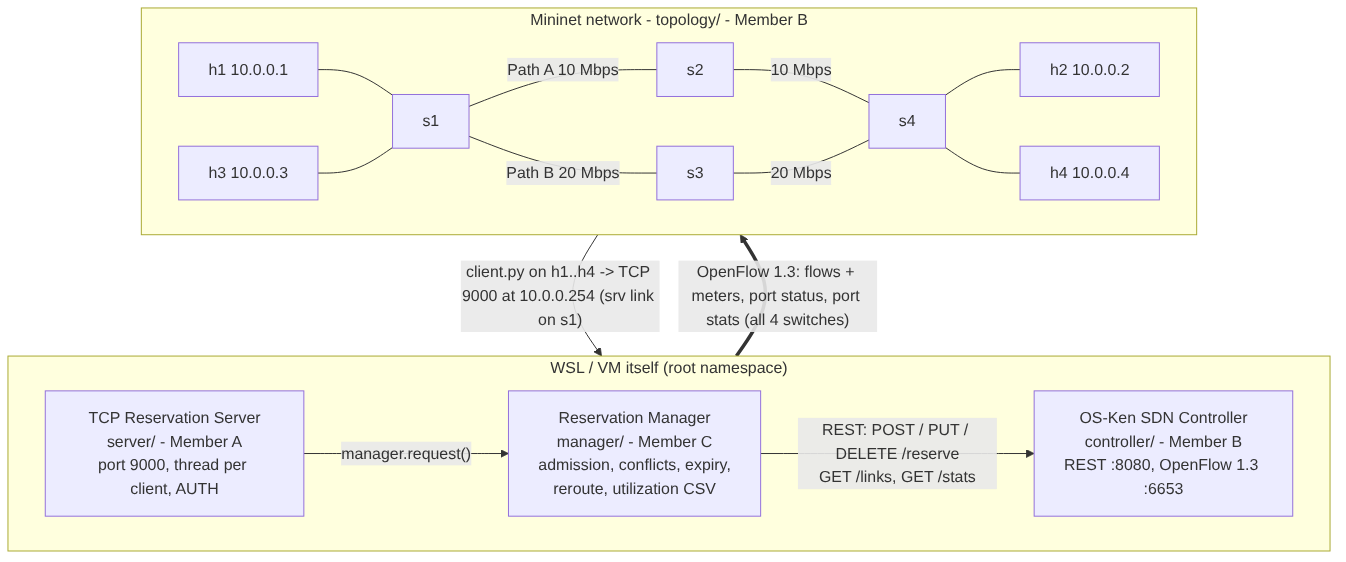 Mininet network - topology/ - Member B
h1 10.0.0.1
h3 10.0.0.3
s1
Path A 10 Mbps
Path B 20 Mbps
s2
s3
10 Mbps
20 Mbps
s4
h2 10.0.0.2
h4 10.0.0.4
client.py on h1..h4 -> TCP
9000 at 10.0.0.254 (srv link
on s1)
OpenFlow 1.3: flows +
meters, port status, port
stats (all 4 switches)
WSL / VM itself (root namespace)
TCP Reservation Server
server/ - Member A
port 9000, thread per
client, AUTH
manager.request()
Reservation Manager
manager/ - Member C
admission, conflicts, expiry,
reroute, utilization CSV
REST: POST / PUT /
DELETE /reserve
GET /links, GET /stats
OS-Ken SDN Controller
controller/ - Member B
REST :8080, OpenFlow 1.3
:6653